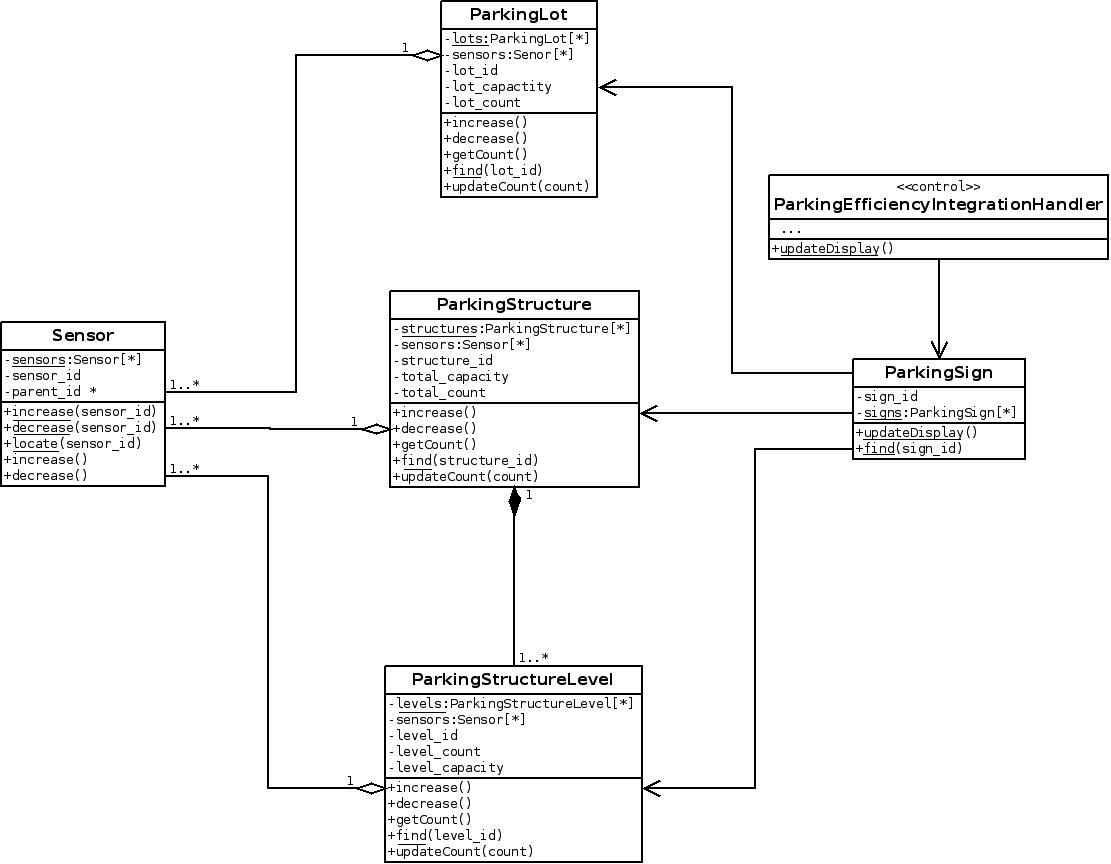 ParkingLot
-lots:ParkingLot[*]
-sensors:Senor[*]
-lot_id
-lot_capactity
-lot_count
+increase()
+decrease()
+getCount()
+find(lot_id)
+updateCount(count)
1
<<control>>
ParkingEfficiencyIntegrationHandler
...
+updateDisplay()
ParkingStructure
-structures:ParkingStructure[*]
-sensors:Sensor[*]
-structure_id
-total_capacity
-total_count
+increase()
+decrease()
+getCount()
+find(structure_id)
+updateCount(count)
1
1
Sensor
-sensors:Sensor[*]
-sensor_id
-parent_id *
+increase(sensor_id)
+decrease(sensor_id)
+locate(sensor_id)
+increase()
+decrease()
1..*
1..*
1..*
ParkingSign
-sign_id
-signs:ParkingSign[*]
+updateDisplay()
+find(sign_id)
1..*
ParkingStructureLevel
-levels:ParkingStructureLevel[*]
-sensors:Sensor[*]
-level_id
-level_count
-level_capacity
+increase()
+decrease()
+getCount()
+find(level_id)
+updateCount(count)
1